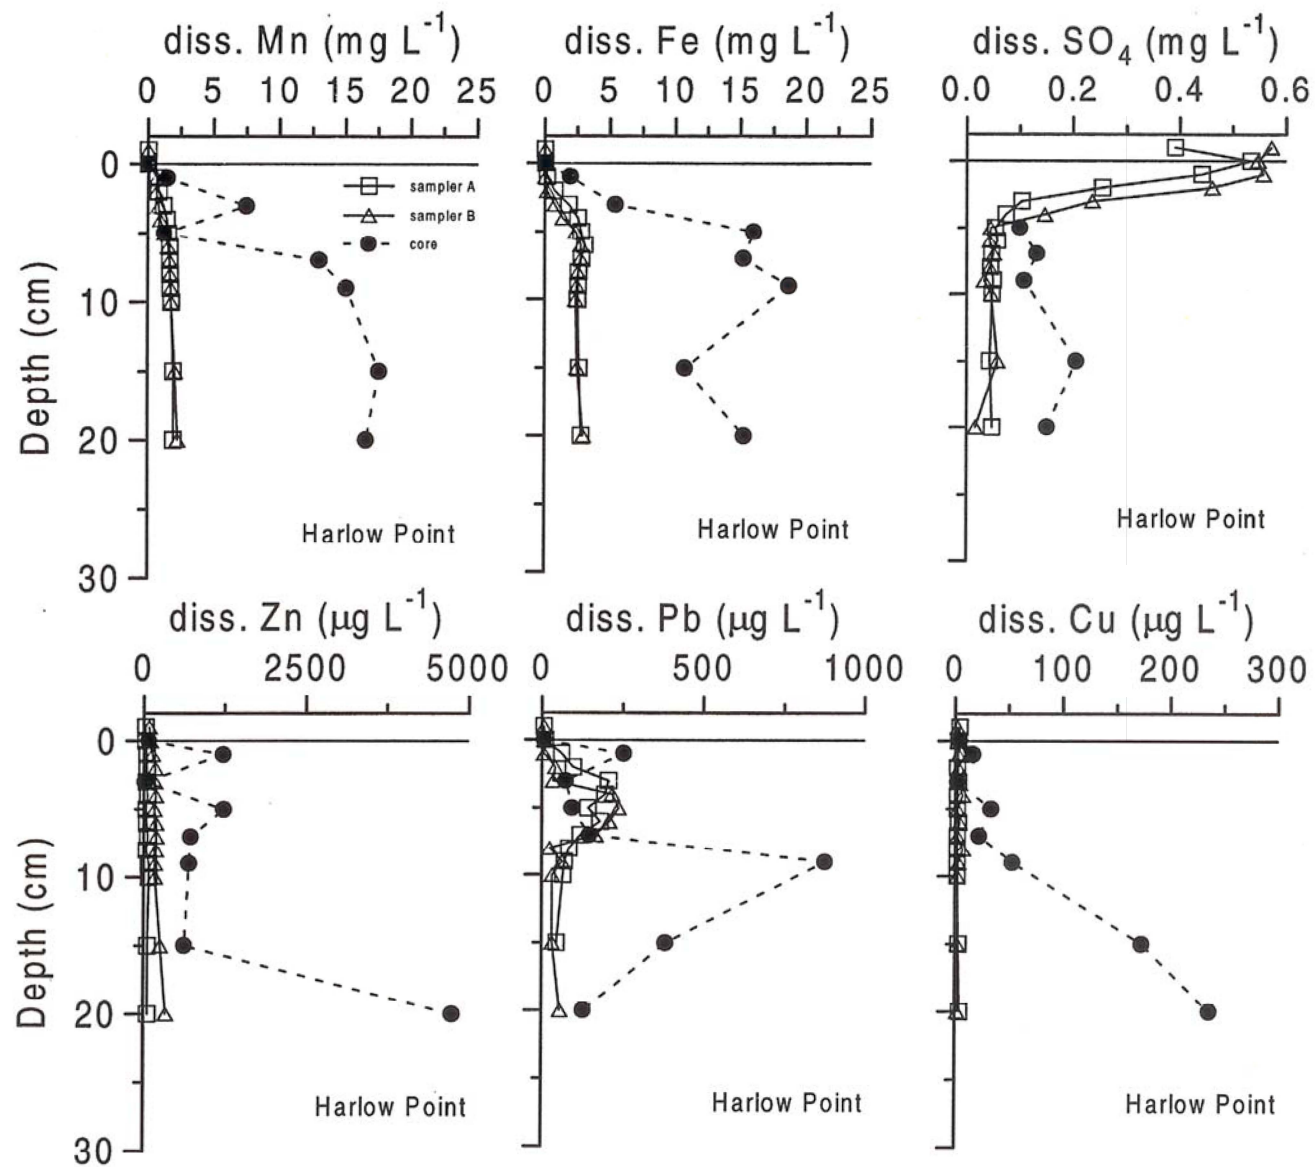 diss. Mn (mg L-1)
diss. Fe (mg L-1)
diss. SO4 (mg L-1)
0 5 10 15 20 25
0 5 10 15 20 25
0.0 0.2 0.4 0.6
0
sampler A
sampler B
core
10
Depth (cm)
20
Harlow Point
Harlow Point
Harlow Point
30
diss. Zn (μg L-1)
diss. Pb (μg L-1)
diss. Cu (μg L-1)
0 2500 5000
0 500 1000
0 100 200 300
0
10
Depth (cm)
20
Harlow Point
Harlow Point
Harlow Point
30